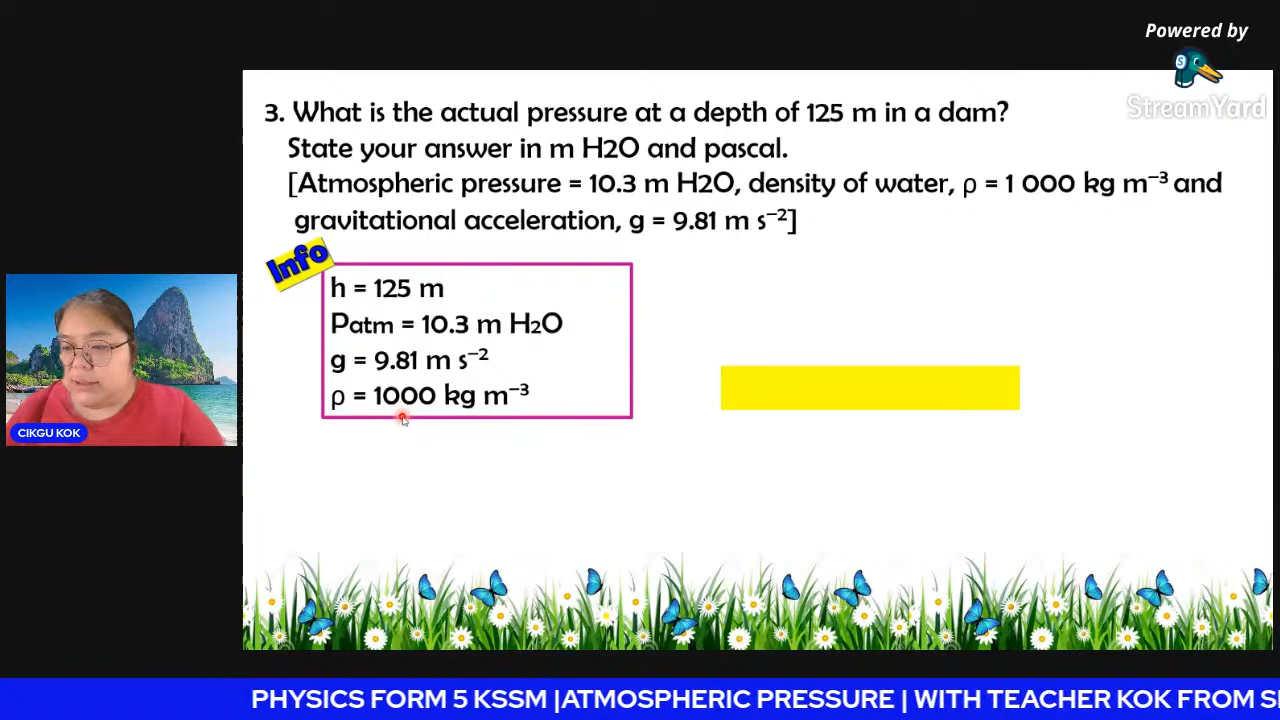 Powered by
S
StreamYard
3. What is the actual pressure at a depth of 125 m in a dam?
State your answer in m H2O and pascal.
[Atmospheric pressure = 10.3 m H2O, density of water, ρ = 1 000 kg m⁻³ and
gravitational acceleration, g = 9.81 m s⁻²]
Info
h = 125 m
Patm = 10.3 m H₂O
g = 9.81 m s⁻²
ρ = 1000 kg m⁻³
CIKGU KOK
PHYSICS FORM 5 KSSM |ATMOSPHERIC PRESSURE | WITH TEACHER KOK FROM